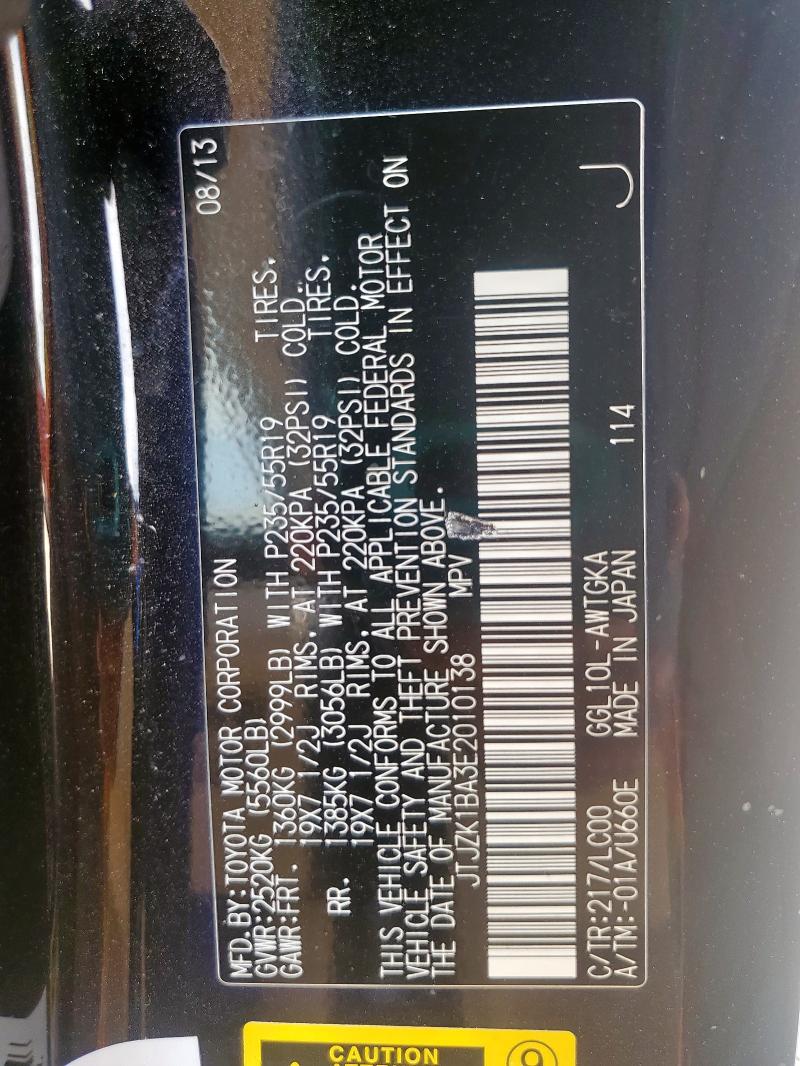 MFD.BY:TOYOTA MOTOR CORPORATION 08/13
GVWR:2520KG (5560LB)
GAWR:FRT. 1360KG (2999LB) WITH P235/55R19 TIRES.
19X7 1/2J RIMS. AT 220KPA (32PSI) COLD.
RR. 1385KG (3056LB) WITH P235/55R19 TIRES.
19X7 1/2J RIMS. AT 220KPA (32PSI) COLD.
THIS VEHICLE CONFORMS TO ALL APPLICABLE FEDERAL MOTOR
VEHICLE SAFETY AND THEFT PREVENTION STANDARDS IN EFFECT ON
THE DATE OF MANUFACTURE SHOWN ABOVE.
JTJZK1BA3E2010138 MPV
C/TR:217/LC00 GGL10L-AWTGKA
A/TM:-01A/U660E MADE IN JAPAN 114 J
CAUTION